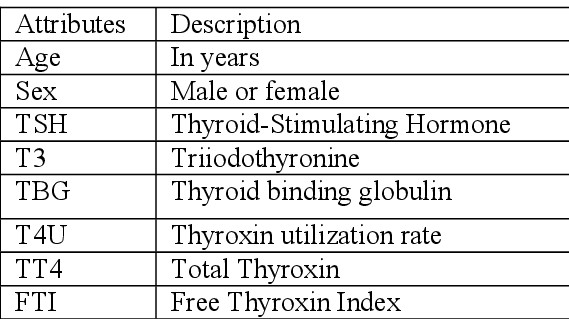 Attributes Description
Age In years
Sex Male or female
TSH Thyroid-Stimulating Hormone
T3 Triiodothyronine
TBG Thyroid binding globulin
T4U Thyroxin utilization rate
TT4 Total Thyroxin
FTI Free Thyroxin Index